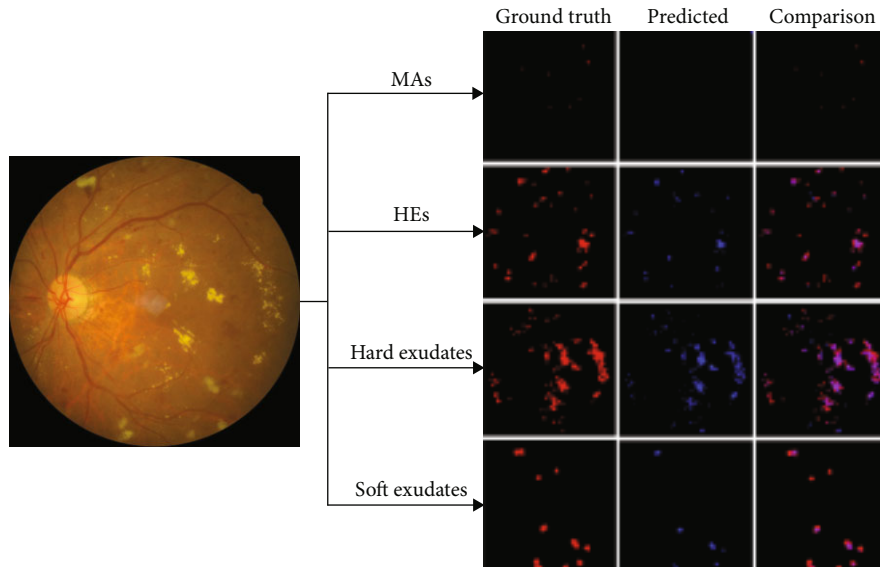 Ground truth Predicted Comparison
MAs
HEs
Hard exudates
Soft exudates